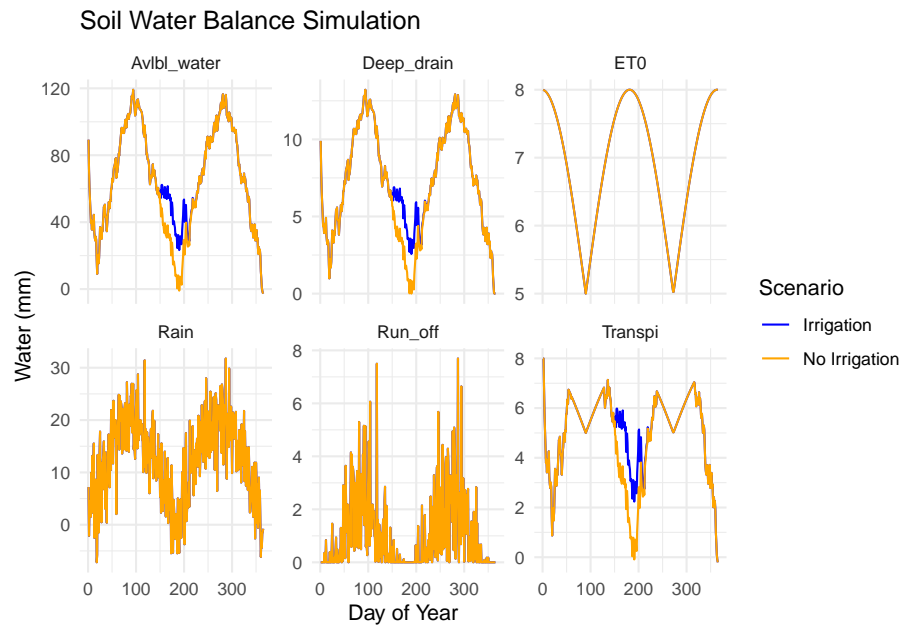 Soil Water Balance Simulation
Avlbl_water
Deep_drain
ET0
120
80
40
0
10
5
0
8
7
6
5
Water (mm)
Scenario
Irrigation
No Irrigation
Rain
Run_off
Transpi
30
20
10
0
8
6
4
2
0
8
6
4
2
0
0 100 200 300
0 100 200 300
0 100 200 300
Day of Year